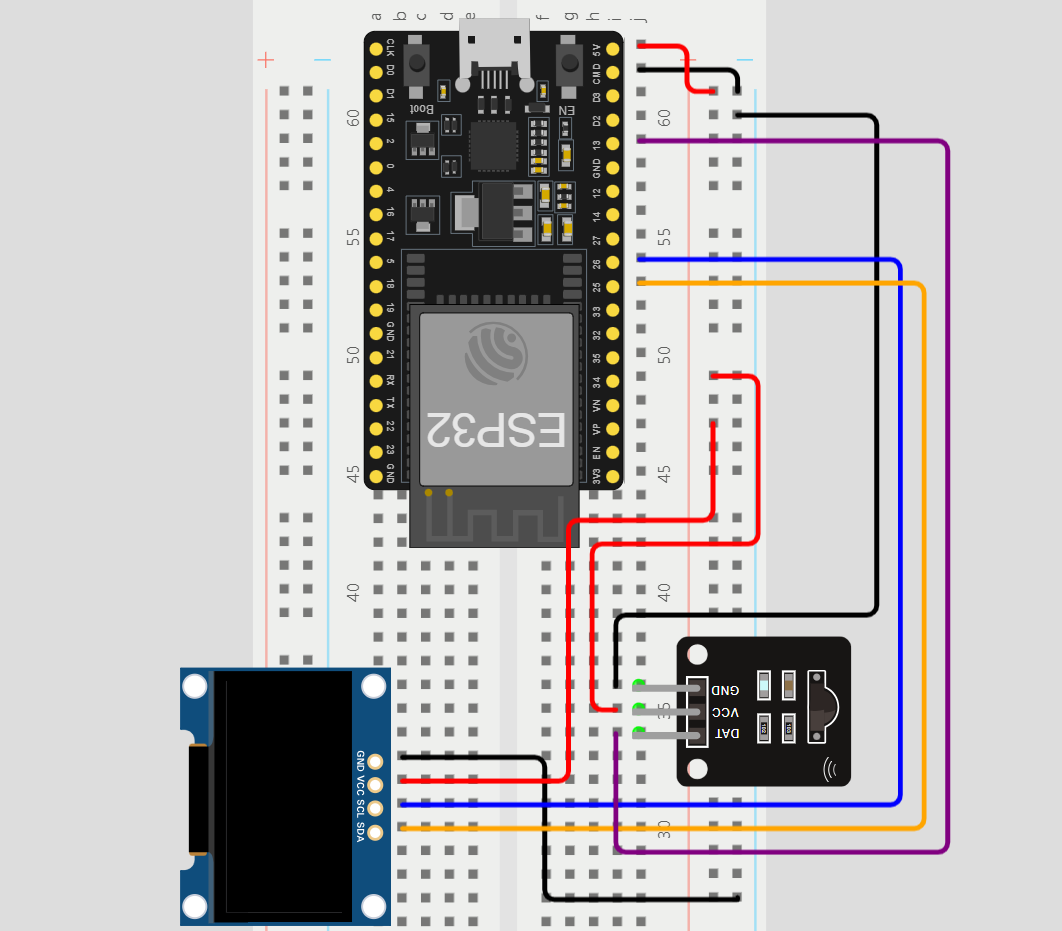 a b c d e f g h i j
+ −
+ −
CLK
D0
D1
15
2
0
4
16
17
5
18
19
GND
21
RX
TX
22
23
GND
5V
CMD
D3
D2
13
GND
12
14
27
26
25
33
32
35
34
VN
VP
EN
3V3
Boot
EN
ESP32
60
55
50
45
40
60
55
50
45
40
35
30
GND
VCC
DAT
GND VCC SCL SDA